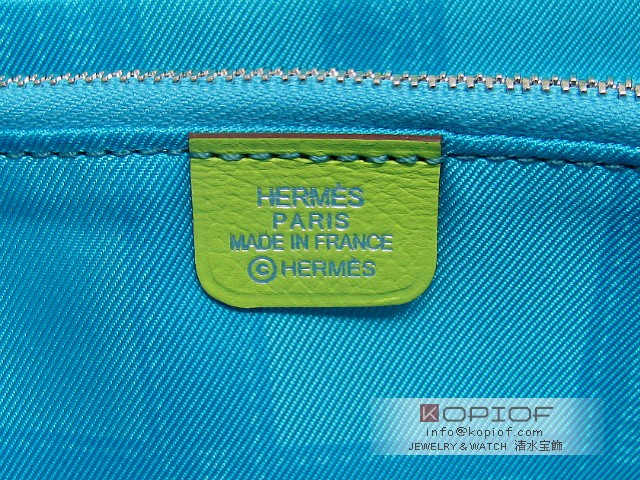 HERMÈS
PARIS
MADE IN FRANCE
© HERMÈS
KOPIOF
info@kopiof.com
JEWELRY & WATCH 清水宝飾